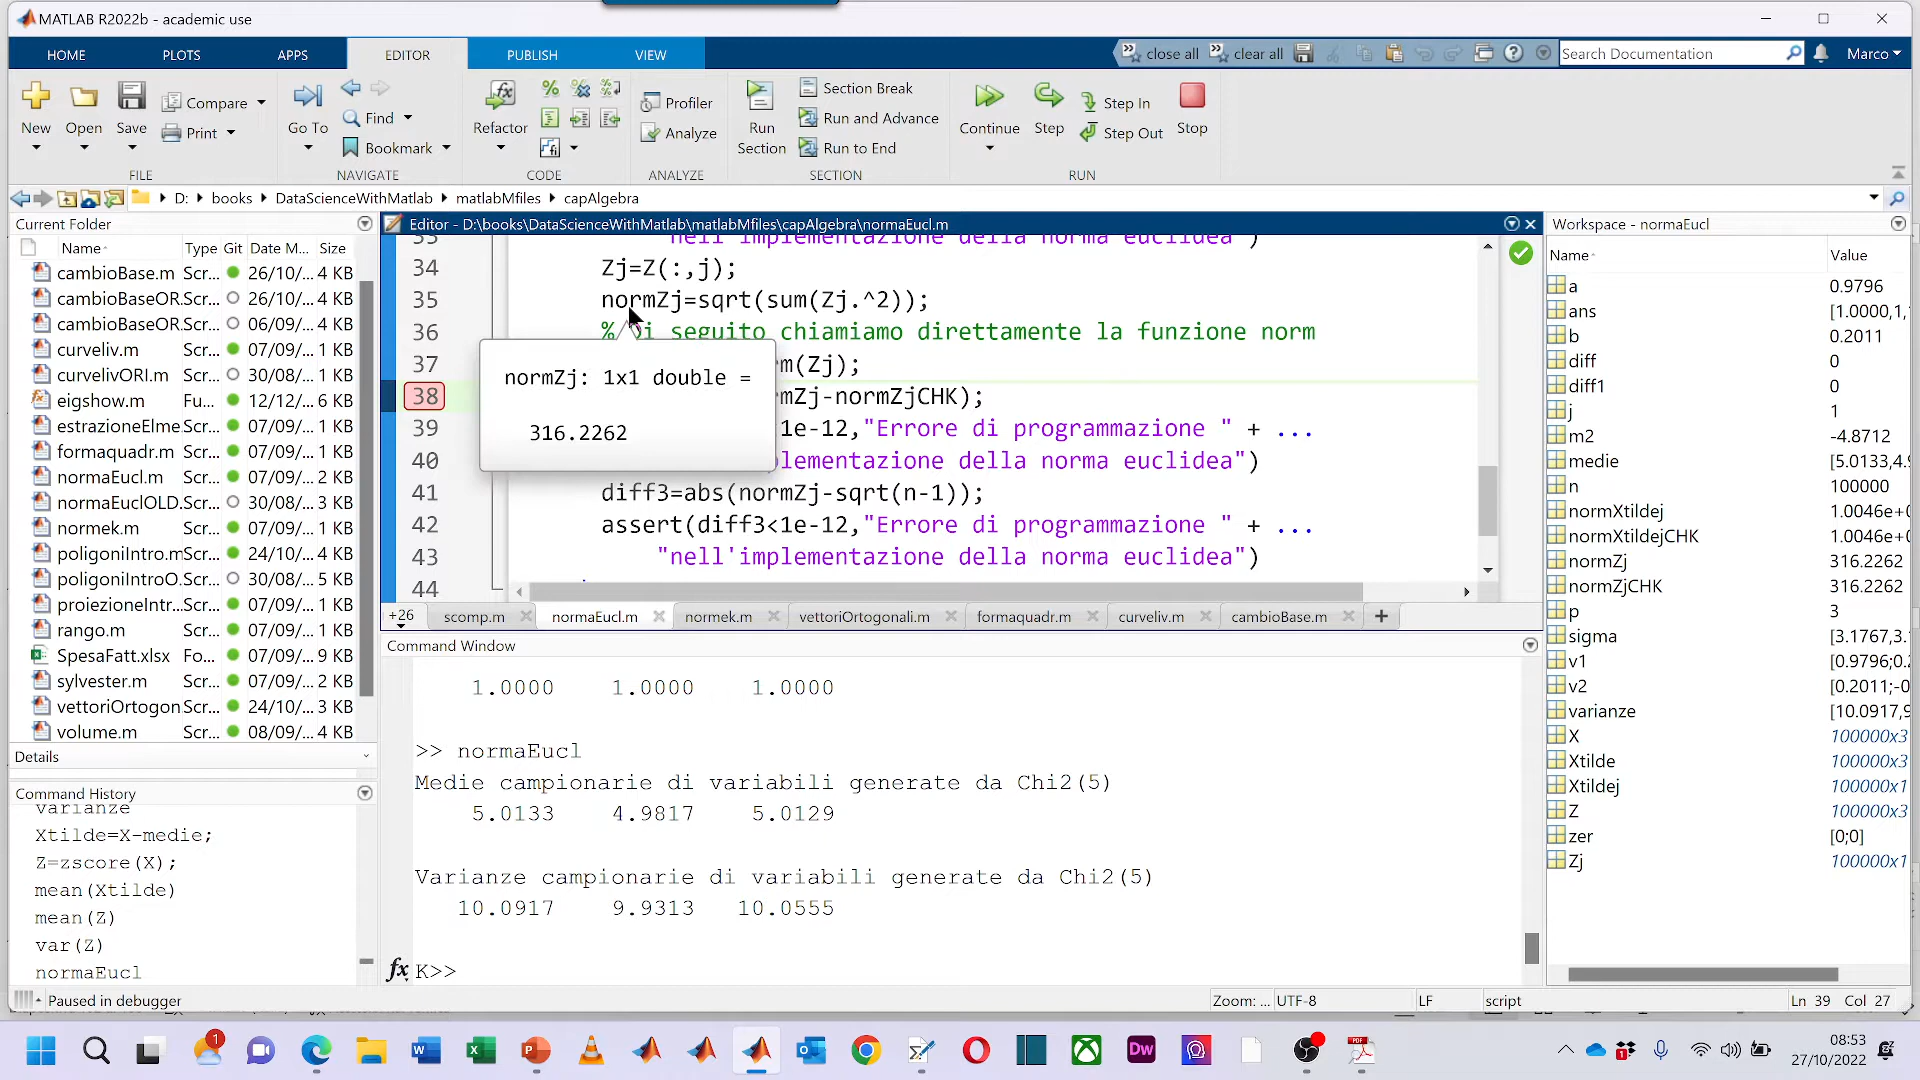 MATLAB R2022b - academic use
HOME PLOTS APPS EDITOR PUBLISH VIEW close all clear all Search Documentation Marco
New Open Save Compare Print Go To Find Bookmark Refactor Profiler Analyze Run Section Section Break Run and Advance Run to End Continue Step Step In Step Out Stop
FILE NAVIGATE CODE ANALYZE SECTION RUN
D: books DataScienceWithMatlab matlabMfiles capAlgebra
Current Folder
Name Type Git Date M... Size
cambioBase.m Scr... 26/10/... 4 KB
cambioBaseOR... Scr... 26/10/... 4 KB
cambioBaseOR... Scr... 06/09/... 4 KB
curveliv.m Scr... 07/09/... 1 KB
curvelivORI.m Scr... 30/08/... 1 KB
eigshow.m Fu... 12/12/... 6 KB
estrazioneEleme... Scr... 07/09/... 1 KB
formaquadr.m Scr... 07/09/... 1 KB
normaEucl.m Scr... 07/09/... 1 KB
normaEuclOLD... Scr... 30/08/... 3 KB
normek.m Scr... 07/09/... 1 KB
poligoniIntro.m Scr... 24/10/... 4 KB
poligoniIntroO... Scr... 30/08/... 5 KB
proiezioneIntr... Scr... 07/09/... 1 KB
rango.m Scr... 07/09/... 1 KB
SpesaFatt.xlsx Fo... 07/09/... 9 KB
sylvester.m Scr... 07/09/... 2 KB
vettoriOrtogon... Scr... 24/10/... 3 KB
volume.m Scr... 08/09/... 4 KB
Details
Command History
varianze
Xtilde=X-medie;
Z=zscore(X);
mean(Xtilde)
mean(Z)
var(Z)
normaEucl
Editor - D:\books\DataScienceWithMatlab\matlabMfiles\capAlgebra\normaEucl.m
33 "nell'implementazione della norma euclidea")
34 Zj=Z(:,j);
35 normZj=sqrt(sum(Zj.^2));
36 % Di seguito chiamiamo direttamente la funzione norm
37 rm(Zj);
38 mZj-normZjCHK);
39 1e-12,"Errore di programmazione " + ...
40 plementazione della norma euclidea")
41 diff3=abs(normZj-sqrt(n-1));
42 assert(diff3<1e-12,"Errore di programmazione " + ...
43 "nell'implementazione della norma euclidea")
44
normZj: 1x1 double =
316.2262
+26 scomp.m normaEucl.m normek.m vettoriOrtogonali.m formaquadr.m curveliv.m cambioBase.m
Command Window
1.0000 1.0000 1.0000
>> normaEucl
Medie campionarie di variabili generate da Chi2(5)
5.0133 4.9817 5.0129
Varianze campionarie di variabili generate da Chi2(5)
10.0917 9.9313 10.0555
fx K>>
Workspace - normaEucl
Name Value
a 0.9796
ans [1.0000,1,
b 0.2011
diff 0
diff1 0
j 1
m2 -4.8712
medie [5.0133,4.9
n 100000
normXtildej 1.0046e+0
normXtildejCHK 1.0046e+0
normZj 316.2262
normZjCHK 316.2262
p 3
sigma [3.1767,3.
v1 [0.9796;0.2
v2 [0.2011;-0
varianze [10.0917,9
X 100000x3
Xtilde 100000x3
Xtildej 100000x1
Z 100000x3
zer [0;0]
Zj 100000x1
Paused in debugger Zoom: ... UTF-8 LF script Ln 39 Col 27
08:53
27/10/2022